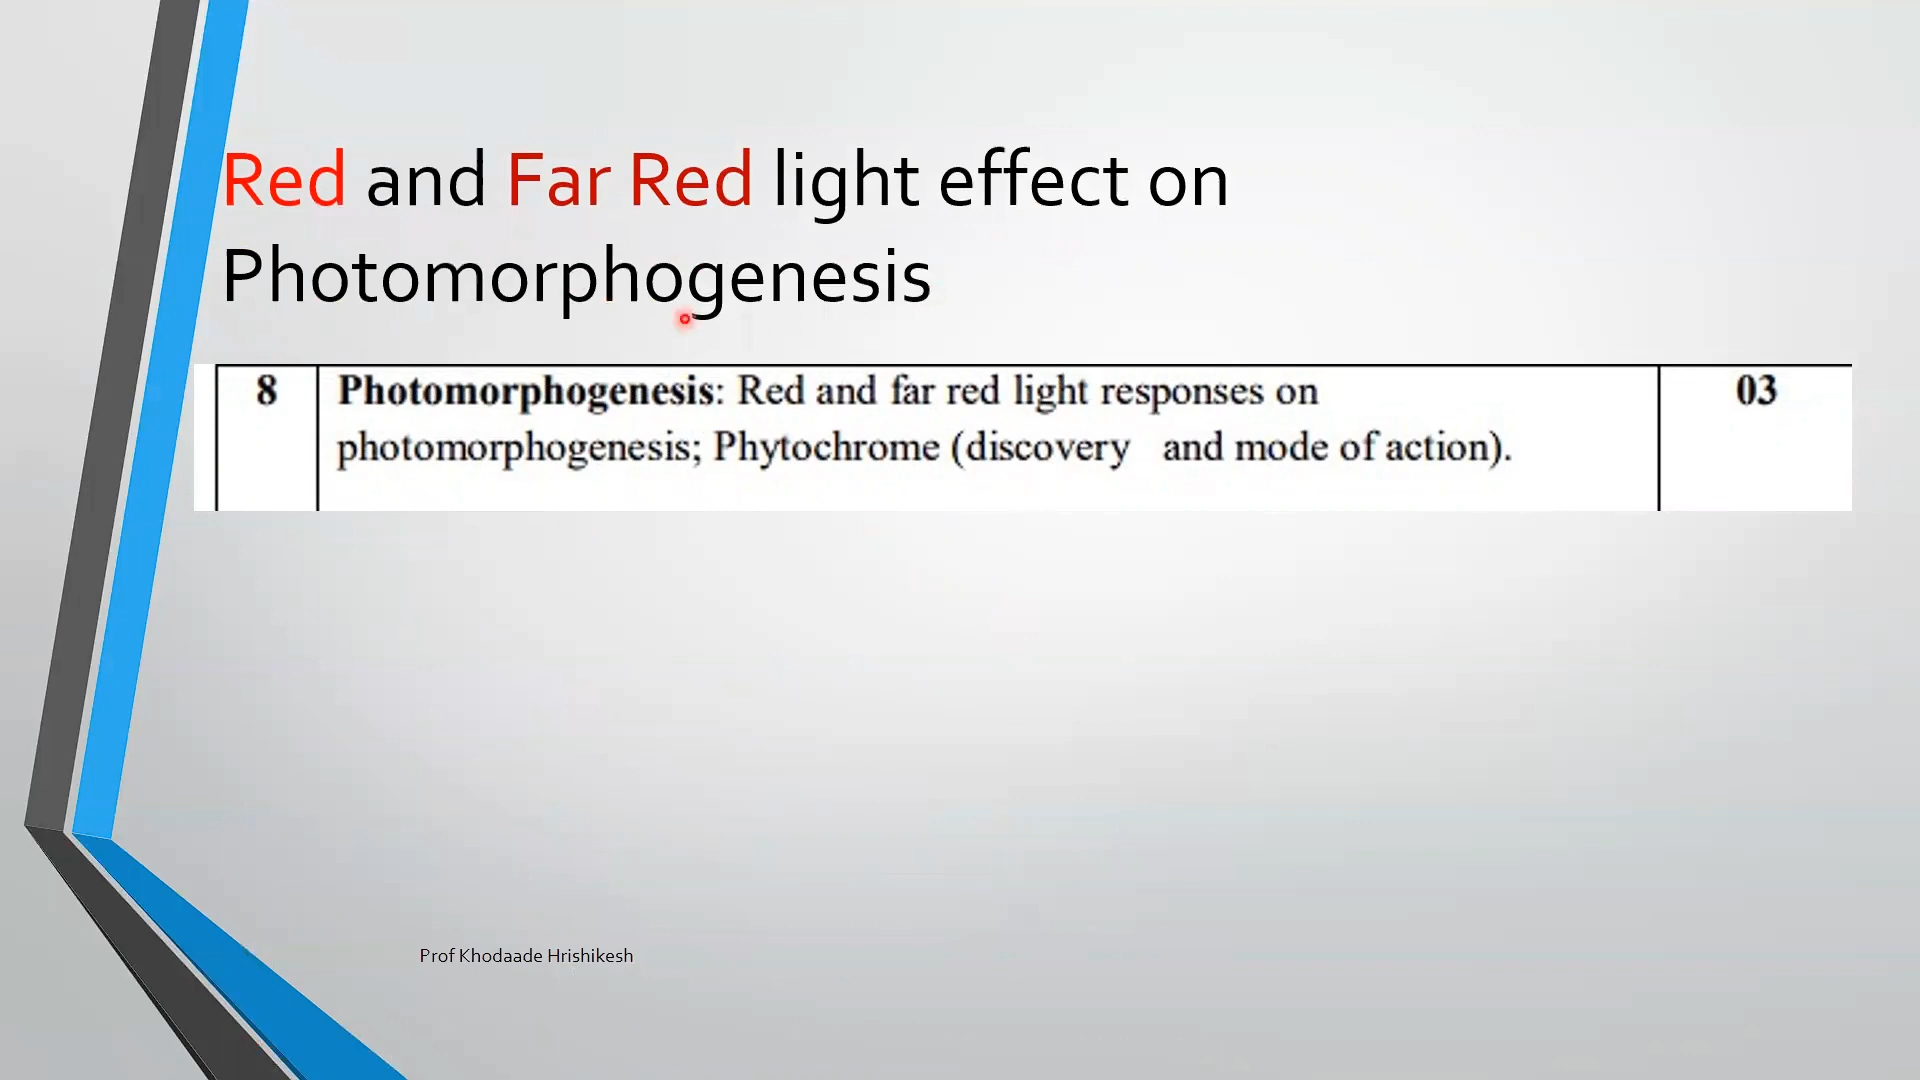 Red and Far Red light effect on
Photomorphogenesis
8 Photomorphogenesis: Red and far red light responses on 03
photomorphogenesis; Phytochrome (discovery and mode of action).
Prof Khodaade Hrishikesh